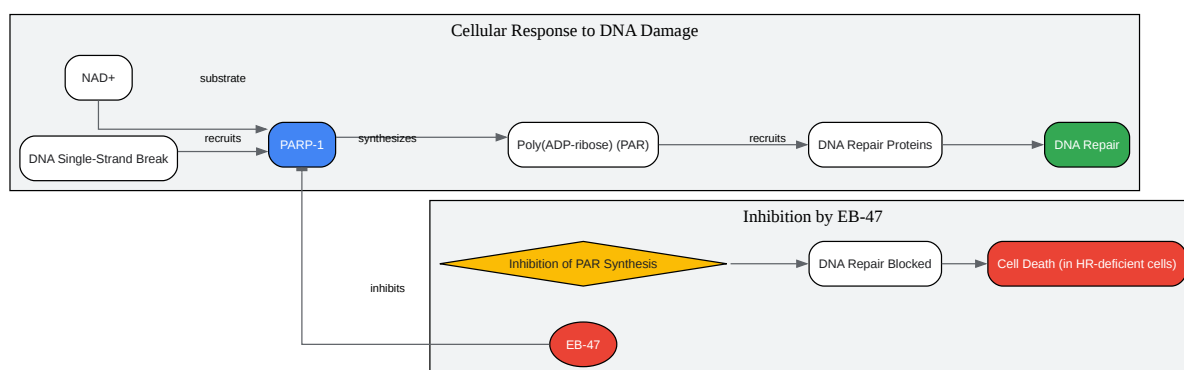 Cellular Response to DNA Damage
NAD+
substrate
DNA Single-Strand Break
recruits
PARP-1
synthesizes
Poly(ADP-ribose) (PAR)
recruits
DNA Repair Proteins
DNA Repair
Inhibition by EB-47
Inhibition of PAR Synthesis
DNA Repair Blocked
Cell Death (in HR-deficient cells)
inhibits
EB-47